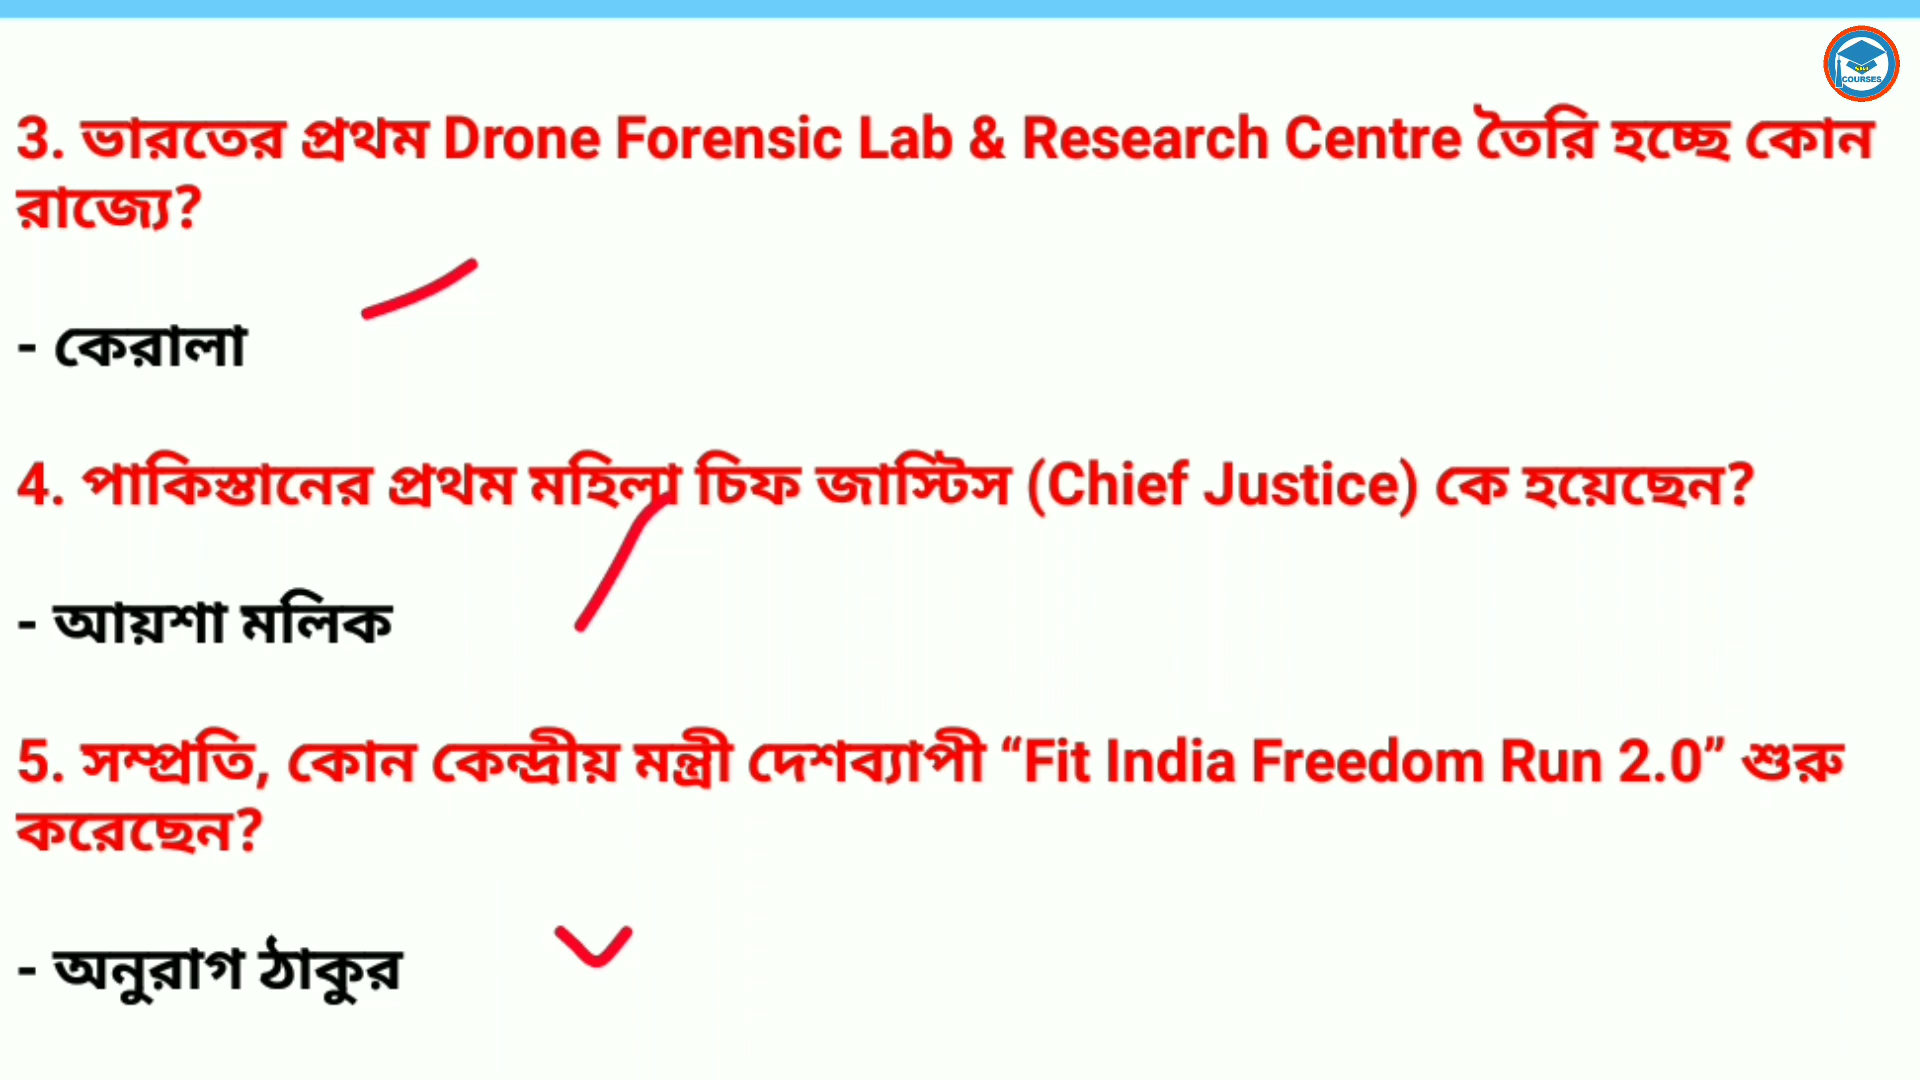 COURSES
3. ভারতের প্রথম Drone Forensic Lab & Research Centre তৈরি হচ্ছে কোন
রাজ্যে?
- কেরালা
4. পাকিস্তানের প্রথম মহিলা চিফ জাস্টিস (Chief Justice) কে হয়েছেন?
- আয়শা মলিক
5. সম্প্রতি, কোন কেন্দ্রীয় মন্ত্রী দেশব্যাপী “Fit India Freedom Run 2.0” শুরু
করেছেন?
- অনুরাগ ঠাকুর